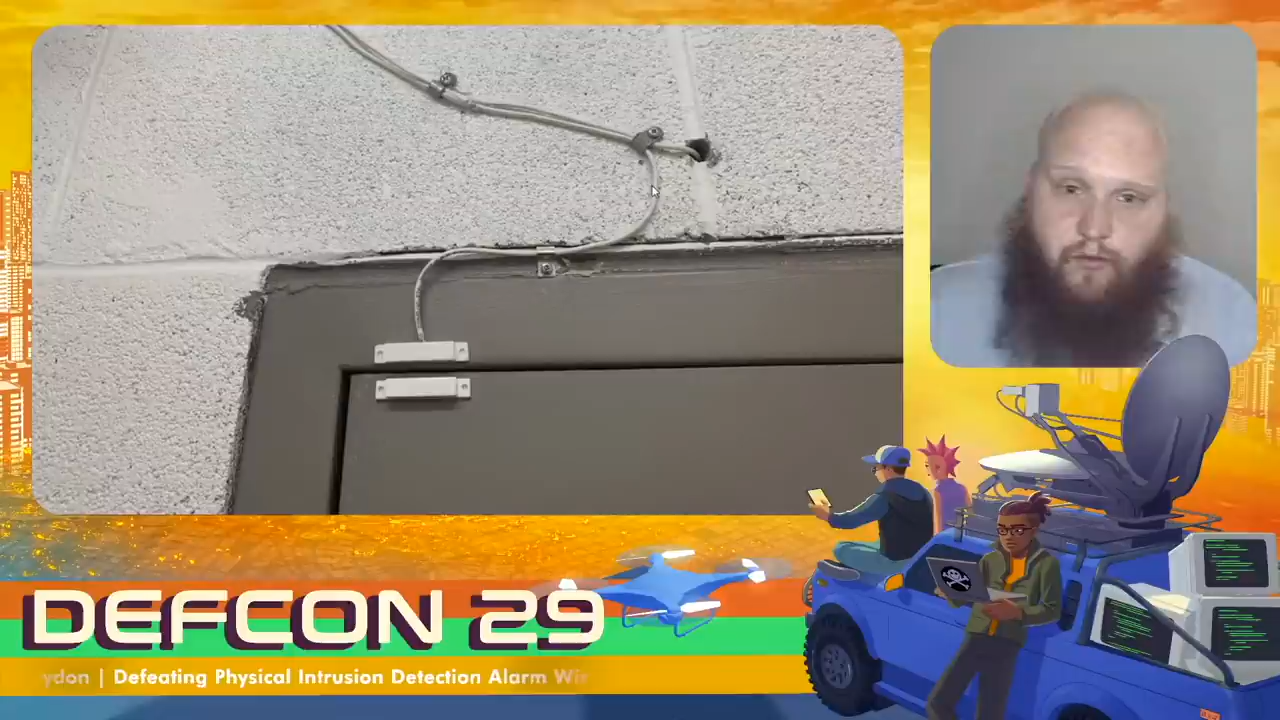 DEFCON 29
ydon | Defeating Physical Intrusion Detection Alarm Wir